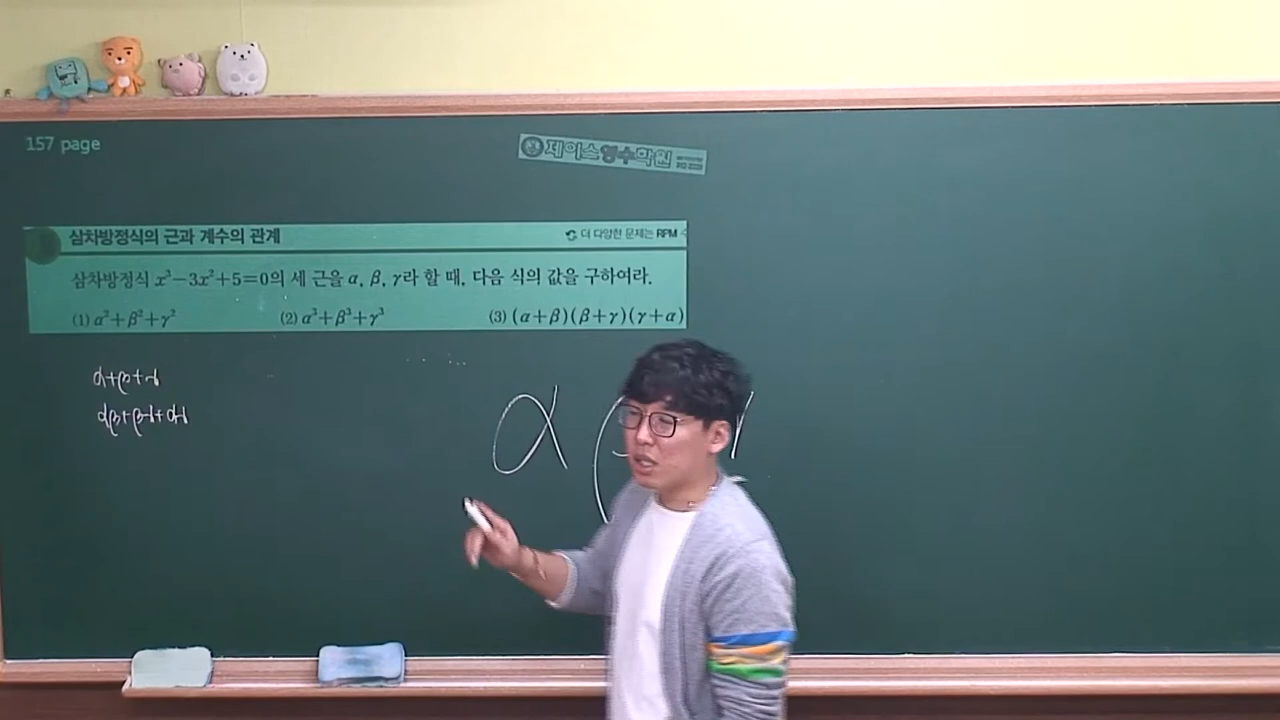 157 page
제이스영수학원
삼차방정식의 근과 계수의 관계
더 다양한 문제는 RPM
삼차방정식 x³−3x²+5=0의 세 근을 α, β, γ라 할 때, 다음 식의 값을 구하여라.
(1) α²+β²+γ² (2) α³+β³+γ³ (3) (α+β)(β+γ)(γ+α)
α+β+γ
αβ+βγ+αγ
α β γ